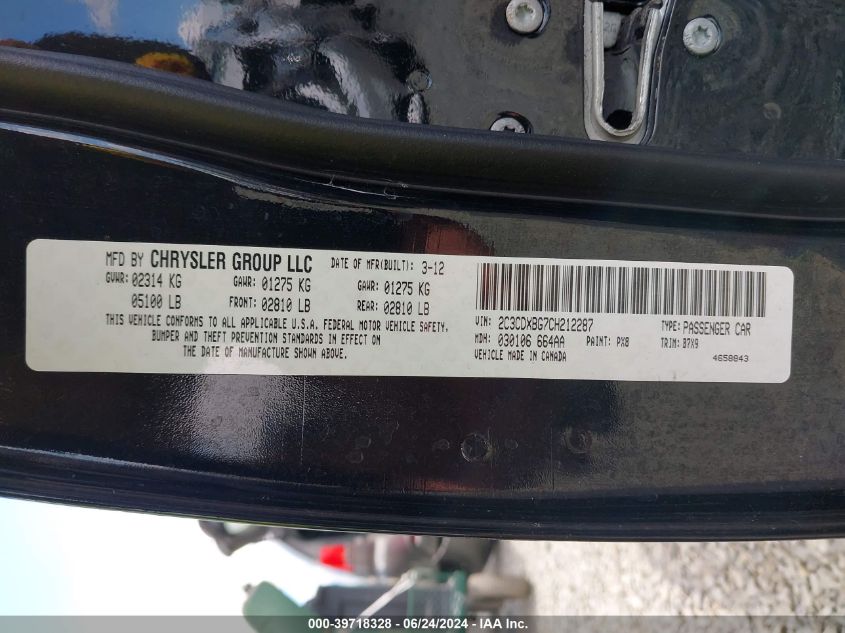 MFD BY CHRYSLER GROUP LLC DATE OF MFR(BUILT): 3-12
GVWR: 02314 KG GAWR: 01275 KG GAWR: 01275 KG
05100 LB FRONT: 02810 LB REAR: 02810 LB
THIS VEHICLE CONFORMS TO ALL APPLICABLE U.S.A. FEDERAL MOTOR VEHICLE SAFETY,
BUMPER AND THEFT PREVENTION STANDARDS IN EFFECT ON
THE DATE OF MANUFACTURE SHOWN ABOVE.
VIN: 2C3CDXBG7CH212287 TYPE: PASSENGER CAR
MDH: 030106 664AA PAINT: PX8 TRIM: B7X9
VEHICLE MADE IN CANADA 4658843
000-39718328 - 06/24/2024 - IAAI.com